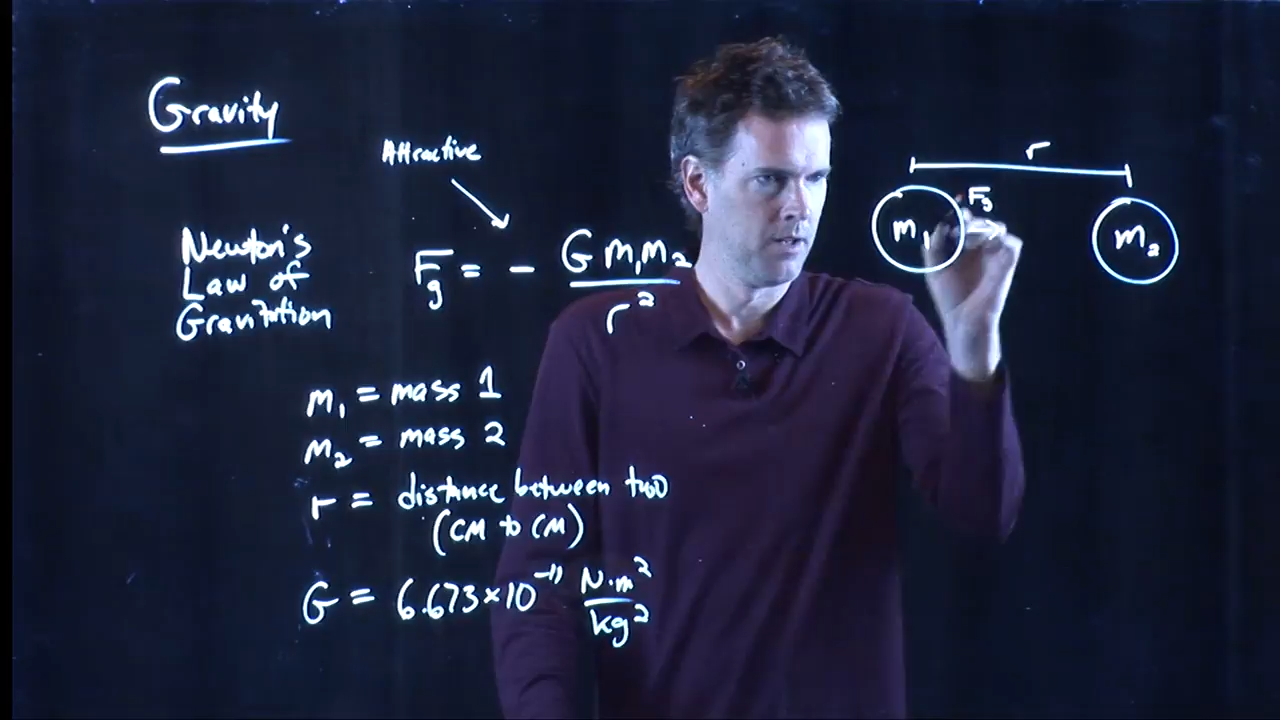 Gravity
Attractive
Newton's
Law of
Gravitation
Fg = - G m₁m₂ / r²
m₁ = mass 1
m₂ = mass 2
r = distance between two
(CM to CM)
G = 6.673×10⁻¹¹ N·m² / kg²
r
Fg
m₁
m₂